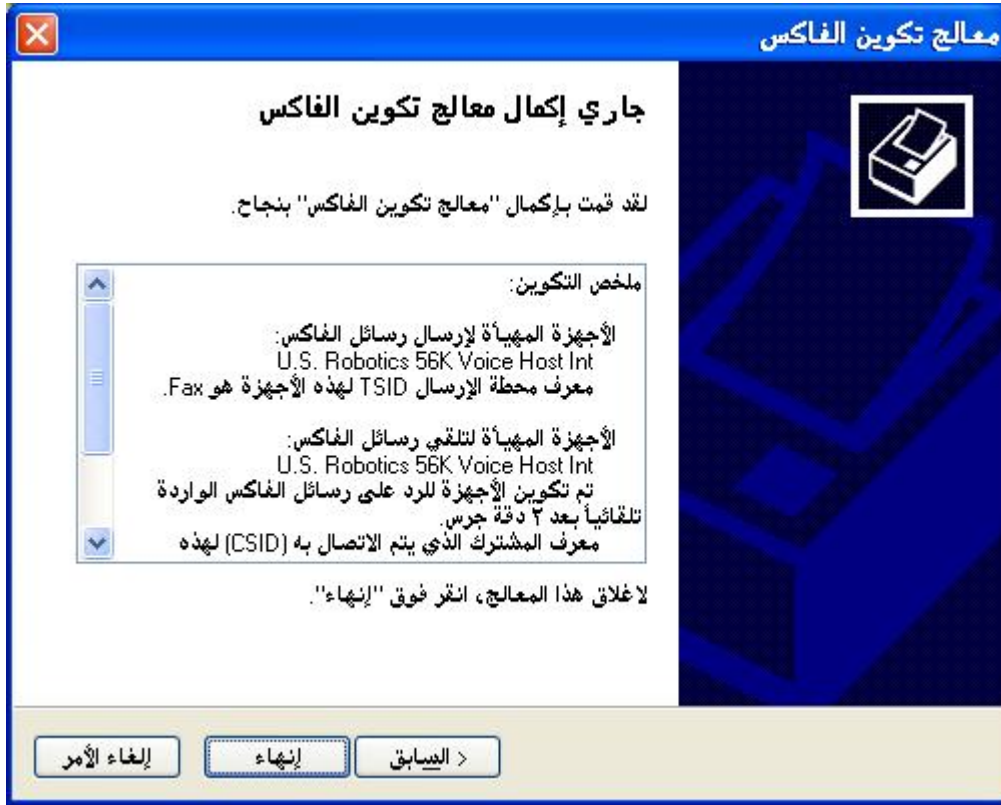 معالج تكوين الفاكس
جاري إكمال معالج تكوين الفاكس
لقد قمت بإكمال "معالج تكوين الفاكس" بنجاح.
ملخص التكوين:
الأجهزة المهيأة لإرسال رسائل الفاكس:
U.S. Robotics 56K Voice Host Int
معرف محطة الإرسال TSID لهذه الأجهزة هو Fax.
الأجهزة المهيأة لتلقي رسائل الفاكس:
U.S. Robotics 56K Voice Host Int
تم تكوين الأجهزة للرد على رسائل الفاكس الواردة
تلقائياً بعد ٢ دقة جرس.
معرف المشترك الذي يتم الاتصال به (CSID) لهذه
لاغلاق هذا المعالج، انقر فوق "إنهاء".
< السابق
إنهاء
إلغاء الأمر